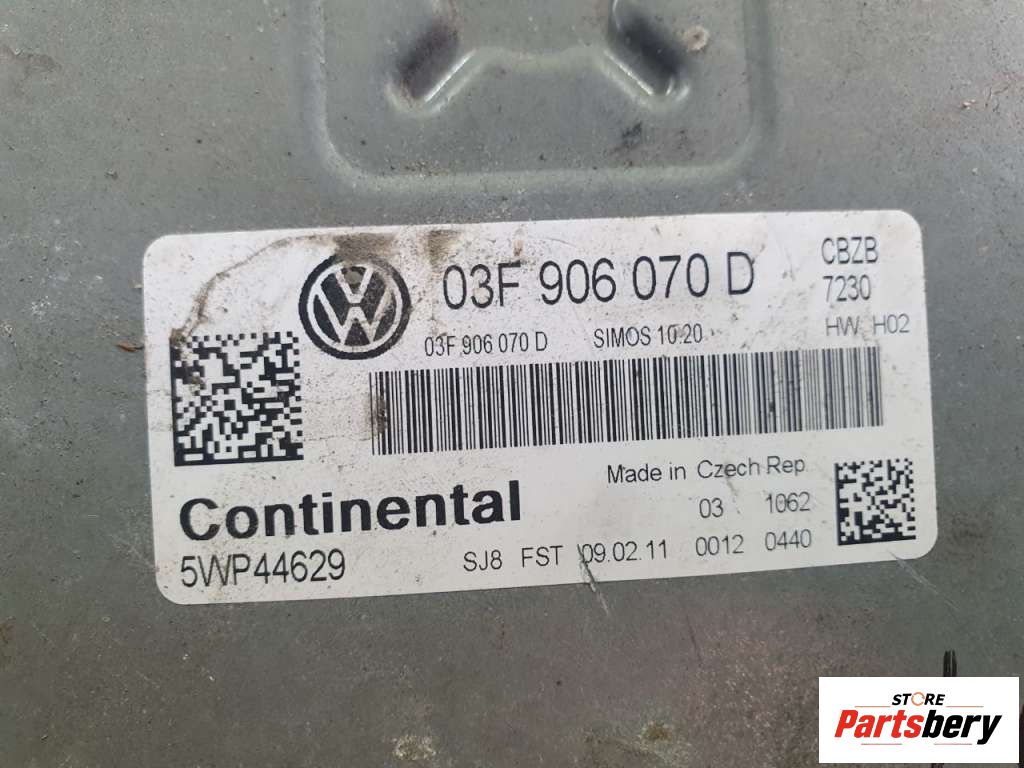 03F 906 070 D
CBZB
7230
HW H02
03F 906 070 D SIMOS 10.20
Made in Czech Rep
03 1062
Continental
5WP44629
SJ8 FST 09.02.11 0012 0440
STORE
Partsbery